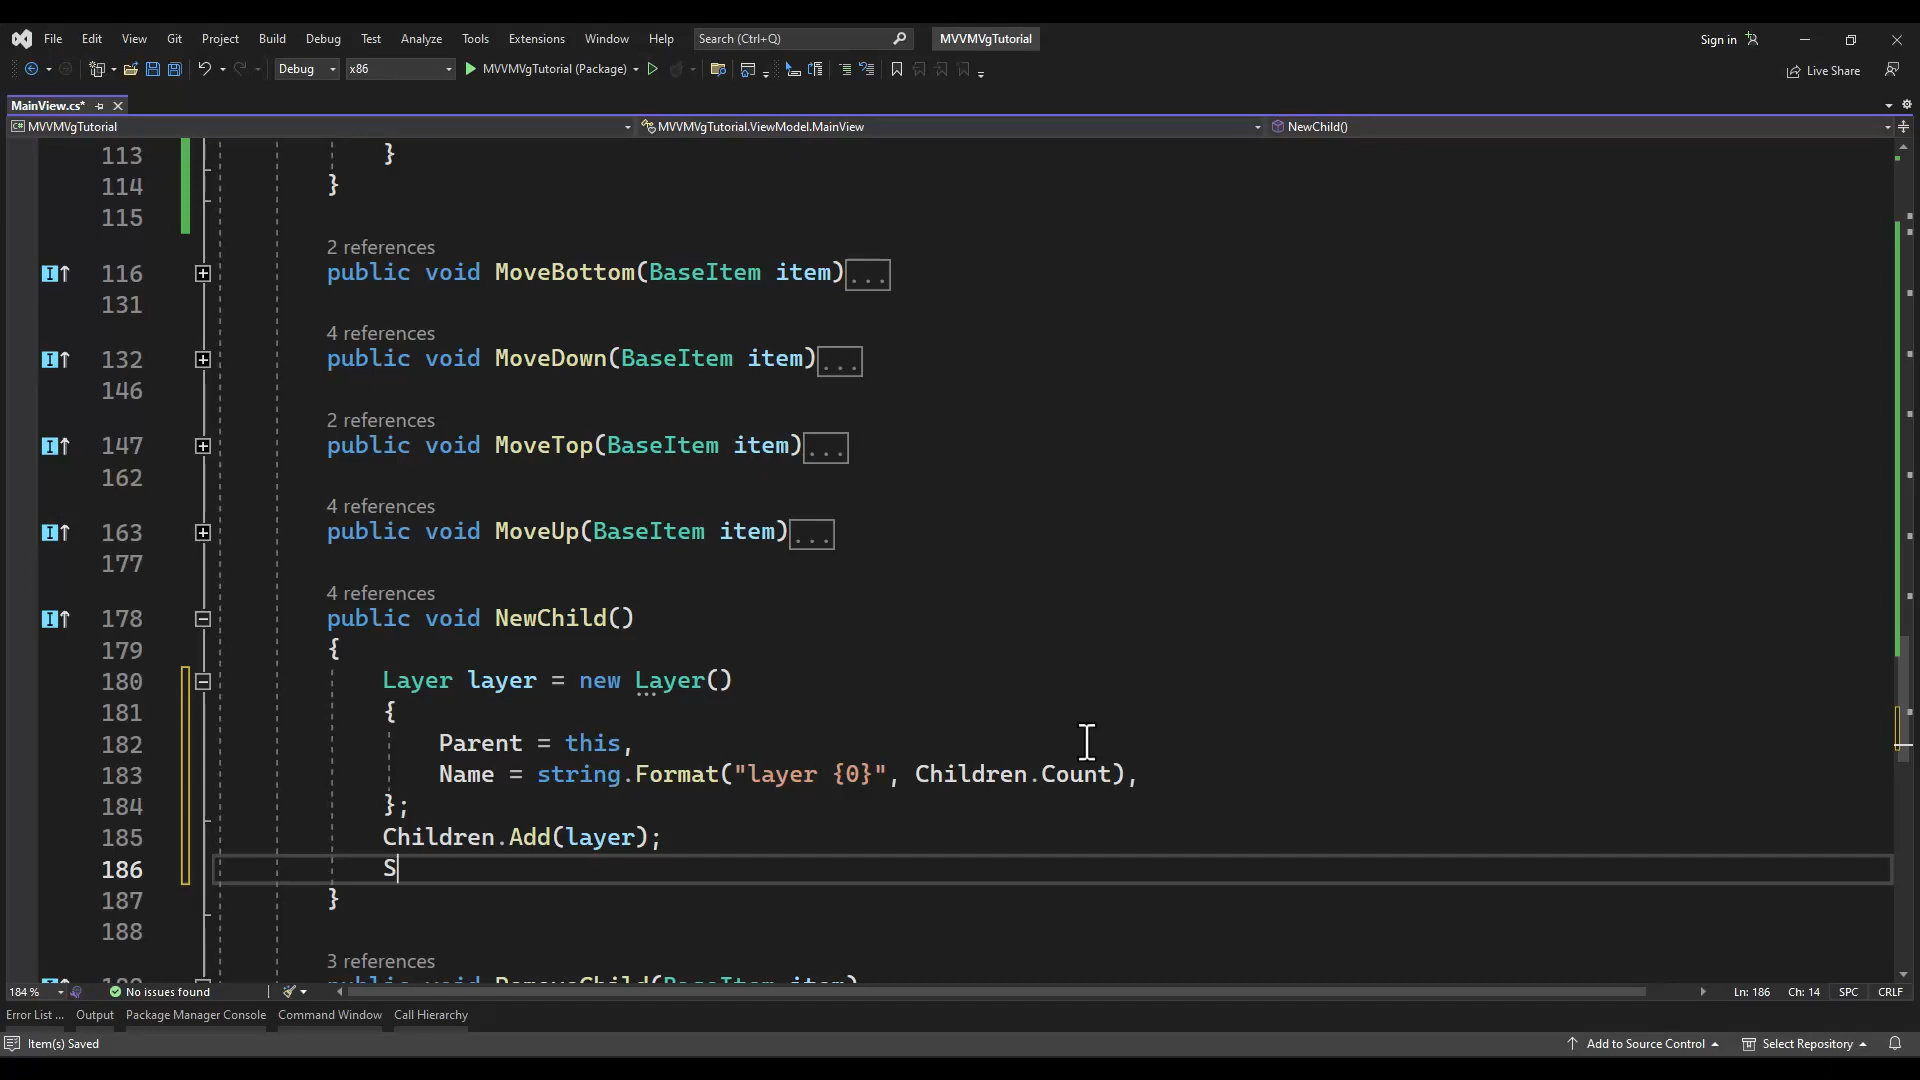 File Edit View Git Project Build Debug Test Analyze Tools Extensions Window Help Search (Ctrl+Q) MVVMVgTutorial Sign in
Debug x86 MVVMVgTutorial (Package) Live Share
MainView.cs*
MVVMVgTutorial MVVMVgTutorial.ViewModel.MainView NewChild()
113 }
114 }
115
2 references
116 public void MoveBottom(BaseItem item)...
131
4 references
132 public void MoveDown(BaseItem item)...
146
2 references
147 public void MoveTop(BaseItem item)...
162
4 references
163 public void MoveUp(BaseItem item)...
177
4 references
178 public void NewChild()
179 {
180 Layer layer = new Layer()
181 {
182 Parent = this,
183 Name = string.Format("layer {0}", Children.Count),
184 };
185 Children.Add(layer);
186 S
187 }
188
3 references
public void RemoveChild(BaseItem item)
184 % No issues found Ln: 186 Ch: 14 SPC CRLF
Error List ... Output Package Manager Console Command Window Call Hierarchy
Item(s) Saved Add to Source Control Select Repository